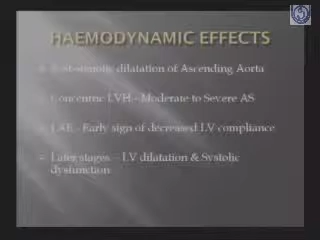 HAEMODYNAMIC EFFECTS
Post-stenotic dilatation of Ascending Aorta
Concentric LVH - Moderate to Severe AS
LAE - Early sign of decreased LV compliance
Later stages – LV dilatation & Systolic
dysfunction